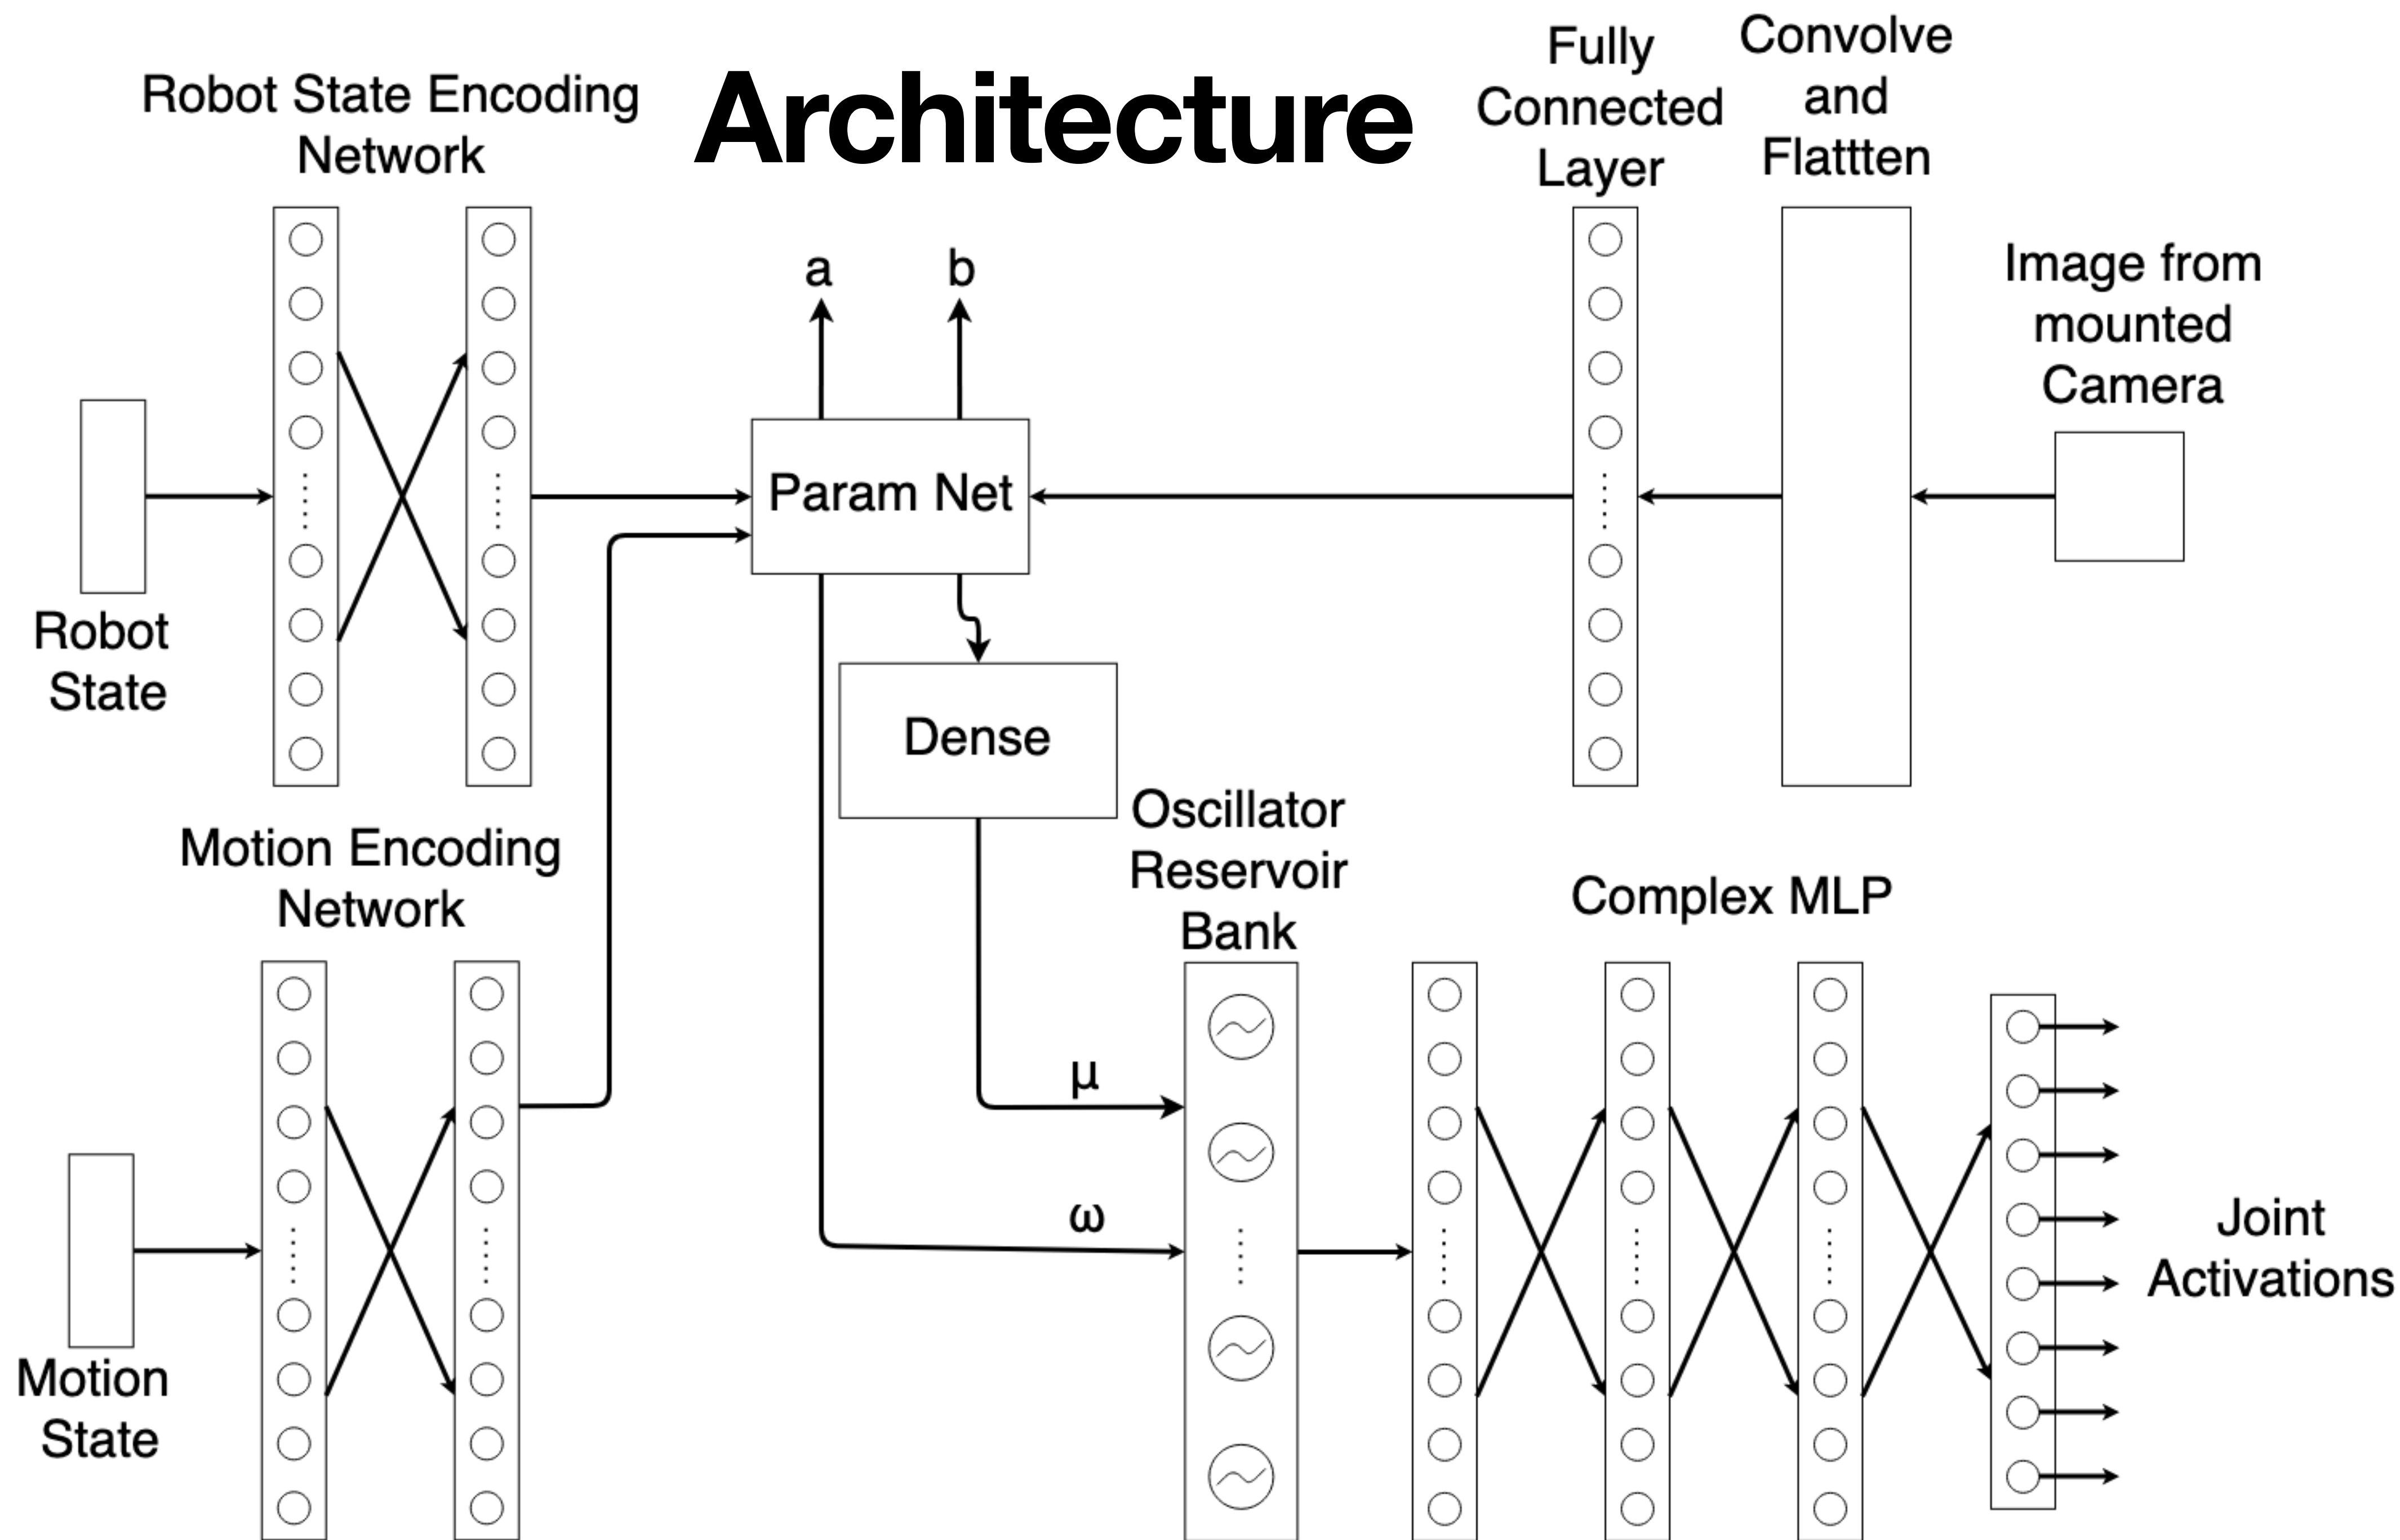 Architecture
Robot State Encoding
Network
Fully
Connected
Layer
Convolve
and
Flattten
Image from
mounted
Camera
a
b
Param Net
Robot
State
Dense
Motion Encoding
Network
Oscillator
Reservoir
Bank
Complex MLP
μ
ω
Joint
Activations
Motion
State